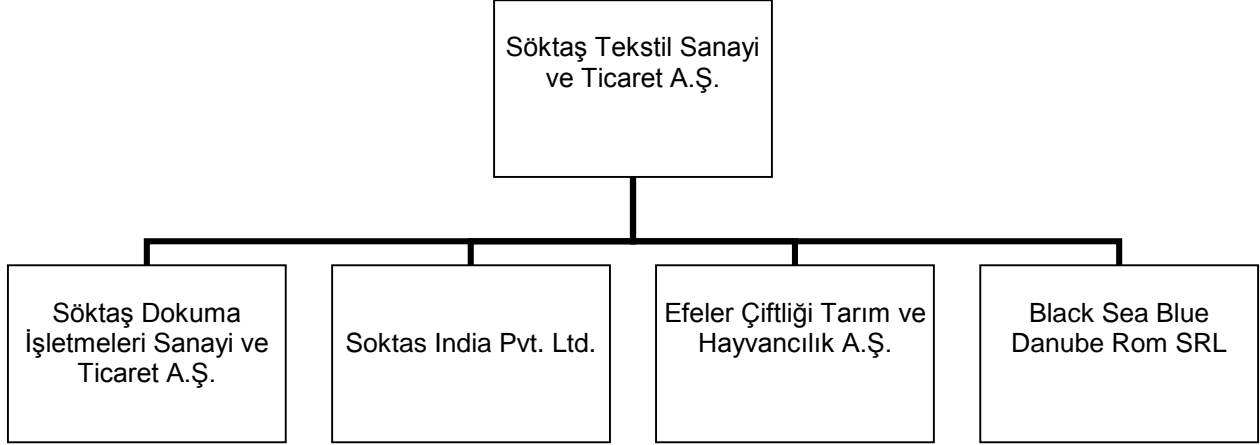 Söktaş Tekstil Sanayi
ve Ticaret A.Ş.
Söktaş Dokuma
İşletmeleri Sanayi ve
Ticaret A.Ş.
Soktas India Pvt. Ltd.
Efeler Çiftliği Tarım ve
Hayvancılık A.Ş.
Black Sea Blue
Danube Rom SRL